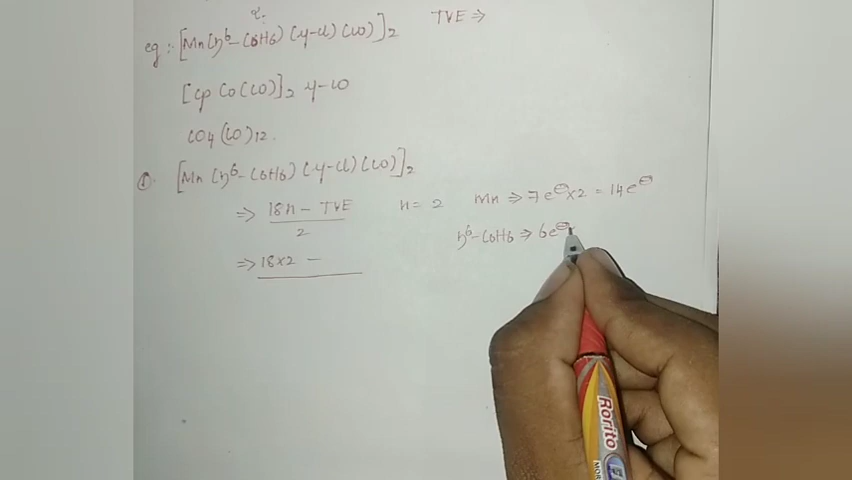 eg:- [Mn(η⁶-C6H6)(μ-Cl)(CO)]₂ TVE ⇒
[Cp Co(CO)]₂ μ-CO
CO₄(CO)₁₂.
①. [Mn(η⁶-C6H6)(μ-Cl)(CO)]₂
⇒ 18n - TVE / 2 n = 2 Mn ⇒ 7e⊖×2 = 14e⊖
η⁶-C6H6 ⇒ 6e⊖
⇒ 18×2 -
Rorito